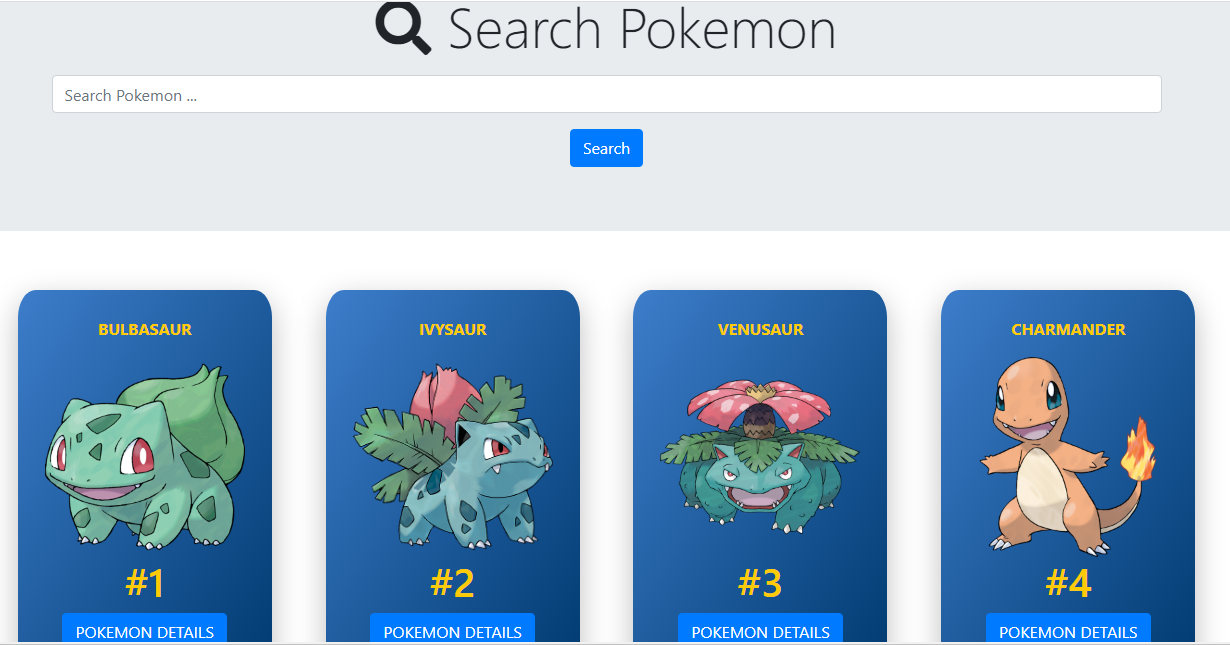 Search Pokemon
Search Pokemon ...
Search
BULBASAUR
IVYSAUR
VENUSAUR
CHARMANDER
#1
#2
#3
#4
POKEMON DETAILS
POKEMON DETAILS
POKEMON DETAILS
POKEMON DETAILS